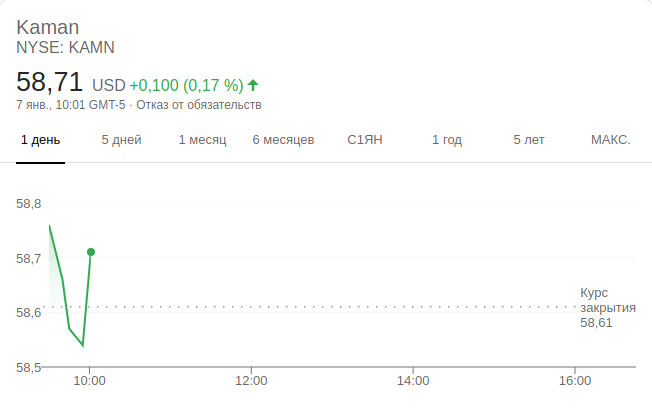 Kaman
NYSE: KAMN
58,71 USD +0,100 (0,17 %)
7 янв., 10:01 GMT-5 · Отказ от обязательств
1 день 5 дней 1 месяц 6 месяцев С1ЯН 1 год 5 лет МАКС.
58,8
58,7
58,6
58,5
Курс
закрытия
58,61
10:00 12:00 14:00 16:00